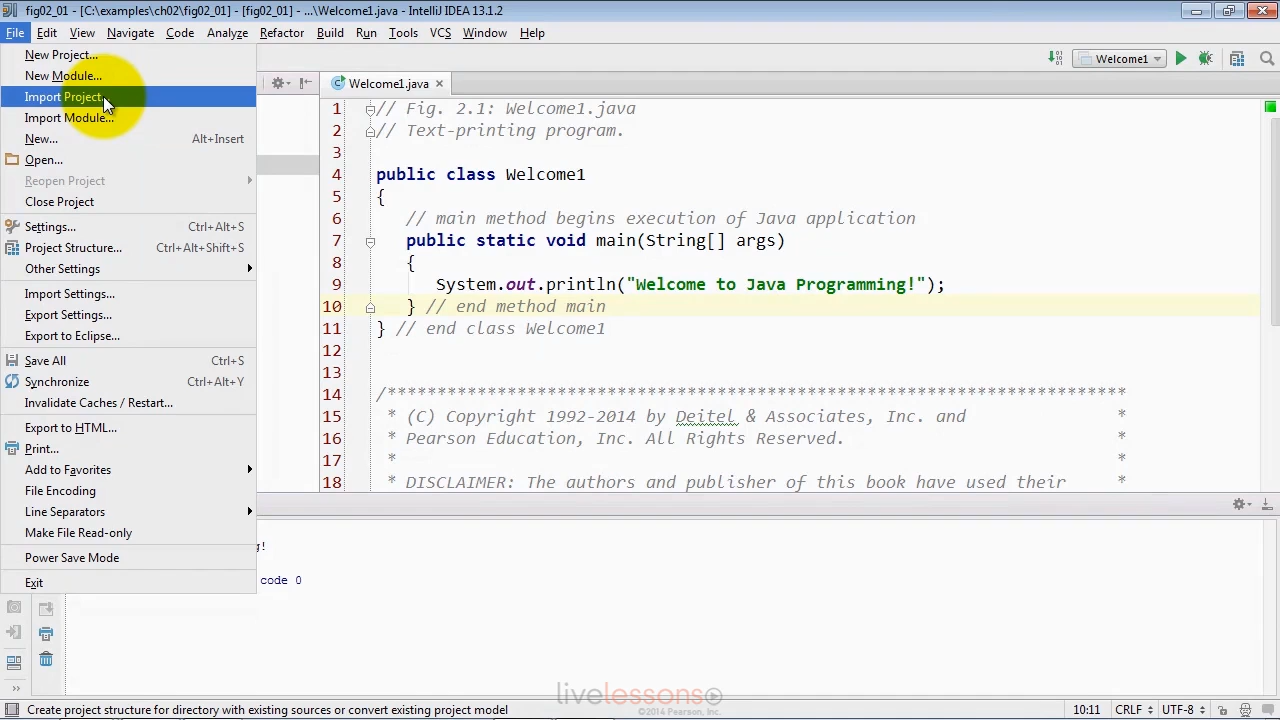 fig02_01 - [C:\examples\ch02\fig02_01] - [fig02_01] - ...\Welcome1.java - IntelliJ IDEA 13.1.2
File Edit View Navigate Code Analyze Refactor Build Run Tools VCS Window Help
New Project...
New Module...
Import Project...
Import Module...
New... Alt+Insert
Open...
Reopen Project
Close Project
Settings... Ctrl+Alt+S
Project Structure... Ctrl+Alt+Shift+S
Other Settings
Import Settings...
Export Settings...
Export to Eclipse...
Save All Ctrl+S
Synchronize Ctrl+Alt+Y
Invalidate Caches / Restart...
Export to HTML...
Print...
Add to Favorites
File Encoding
Line Separators
Make File Read-only
Power Save Mode
Exit
Welcome1
Welcome1.java
1 // Fig. 2.1: Welcome1.java
2 // Text-printing program.
3
4 public class Welcome1
5 {
6 // main method begins execution of Java application
7 public static void main(String[] args)
8 {
9 System.out.println("Welcome to Java Programming!");
10 } // end method main
11 } // end class Welcome1
12
13
14 /*************************************************************************
15 * (C) Copyright 1992-2014 by Deitel & Associates, Inc. and *
16 * Pearson Education, Inc. All Rights Reserved. *
17 * *
18 * DISCLAIMER: The authors and publisher of this book have used their *
g!
code 0
livelessons
©2014 Pearson, Inc.
Create project structure for directory with existing sources or convert existing project model
10:11 CRLF UTF-8